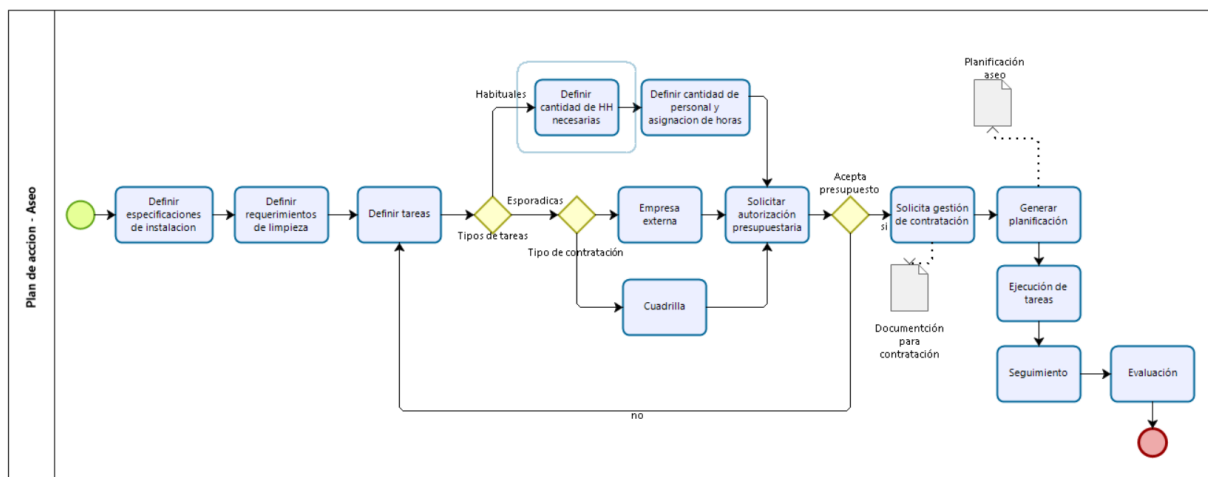 Plan de accion - Aseo
Definir
especificaciones
de instalacion
Definir
requerimientos
de limpieza
Definir tareas
Tipos de tareas
Habituales
Definir
cantidad de HH
necesarias
Definir cantidad de
personal y
asignacion de horas
Esporadicas
Tipo de contratación
Empresa
externa
Cuadrilla
Solicitar
autorización
presupuestaria
Acepta
presupuesto
si
no
Solicita gestión
de contratación
Documentción
para
contratación
Planificación
aseo
Generar
planificación
Ejecución de
tareas
Seguimiento
Evaluación